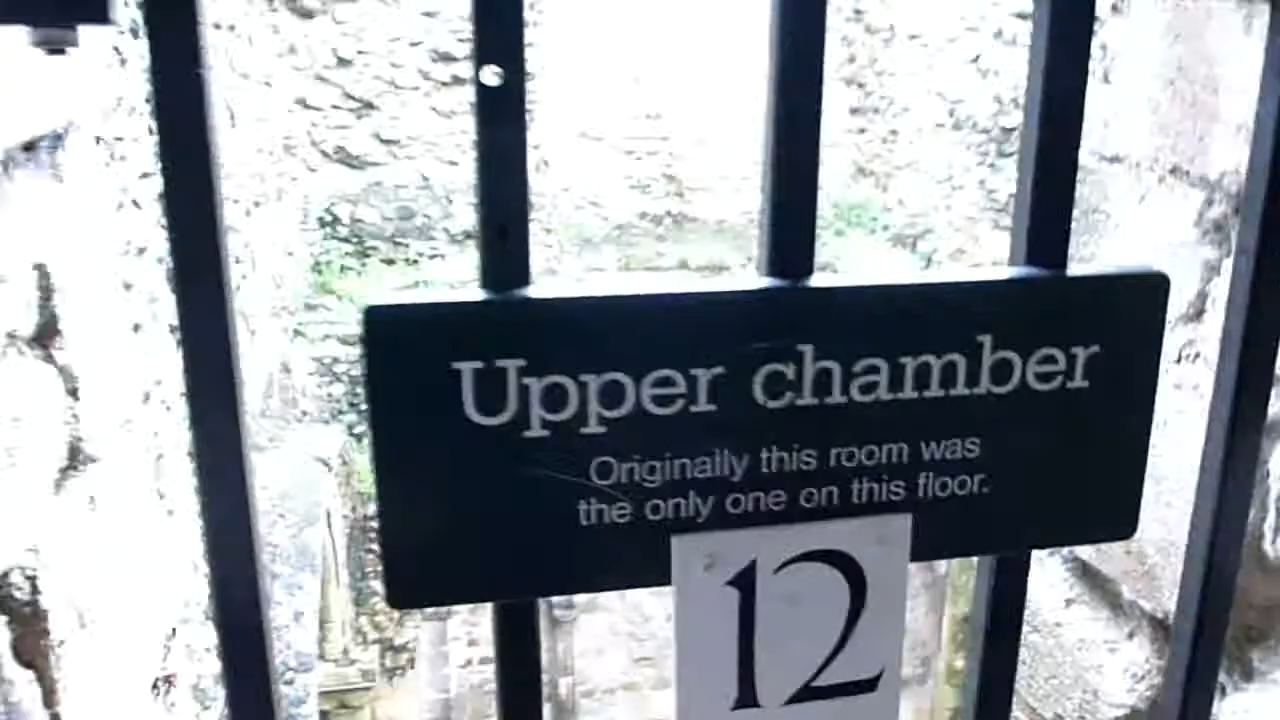 Upper chamber
Originally this room was
the only one on this floor.
12